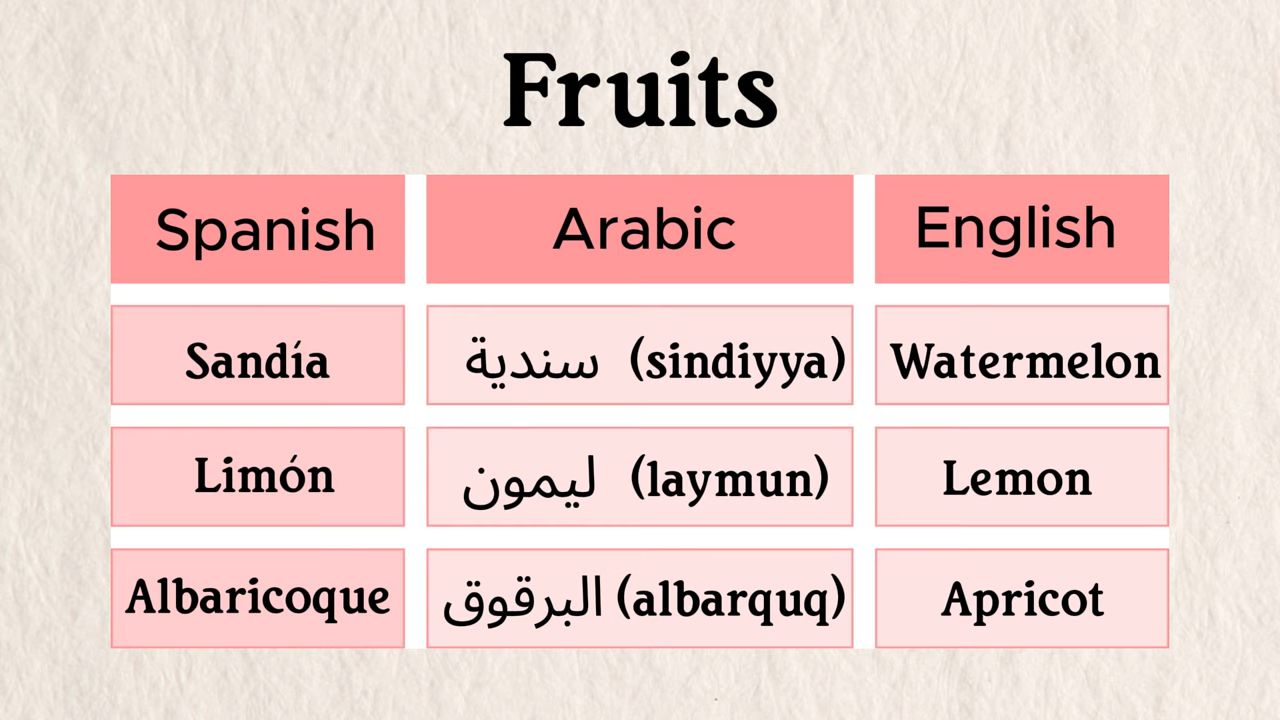 Fruits
Spanish Arabic English
Sandía سندية (sindiyya) Watermelon
Limón ليمون (laymun) Lemon
Albaricoque البرقوق (albarquq) Apricot